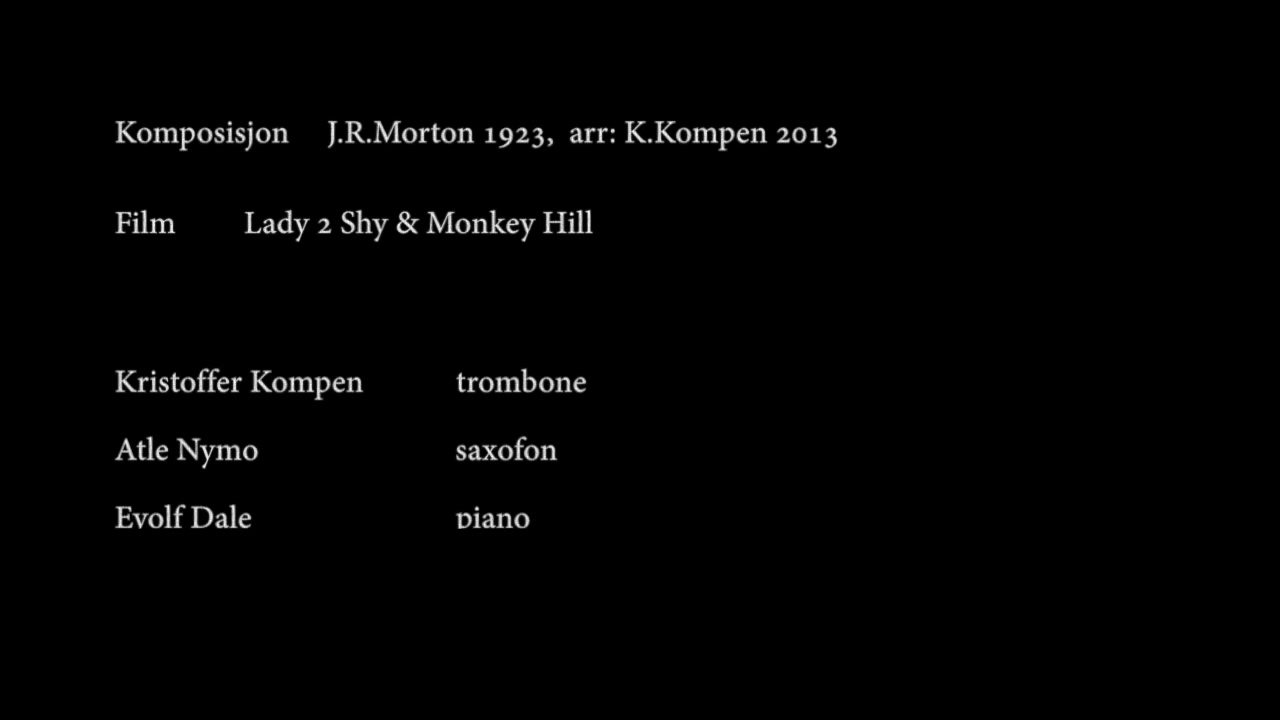 Komposisjon J.R.Morton 1923, arr: K.Kompen 2013
Film Lady 2 Shy & Monkey Hill
Kristoffer Kompen trombone
Atle Nymo saxofon
Evolf Dale piano